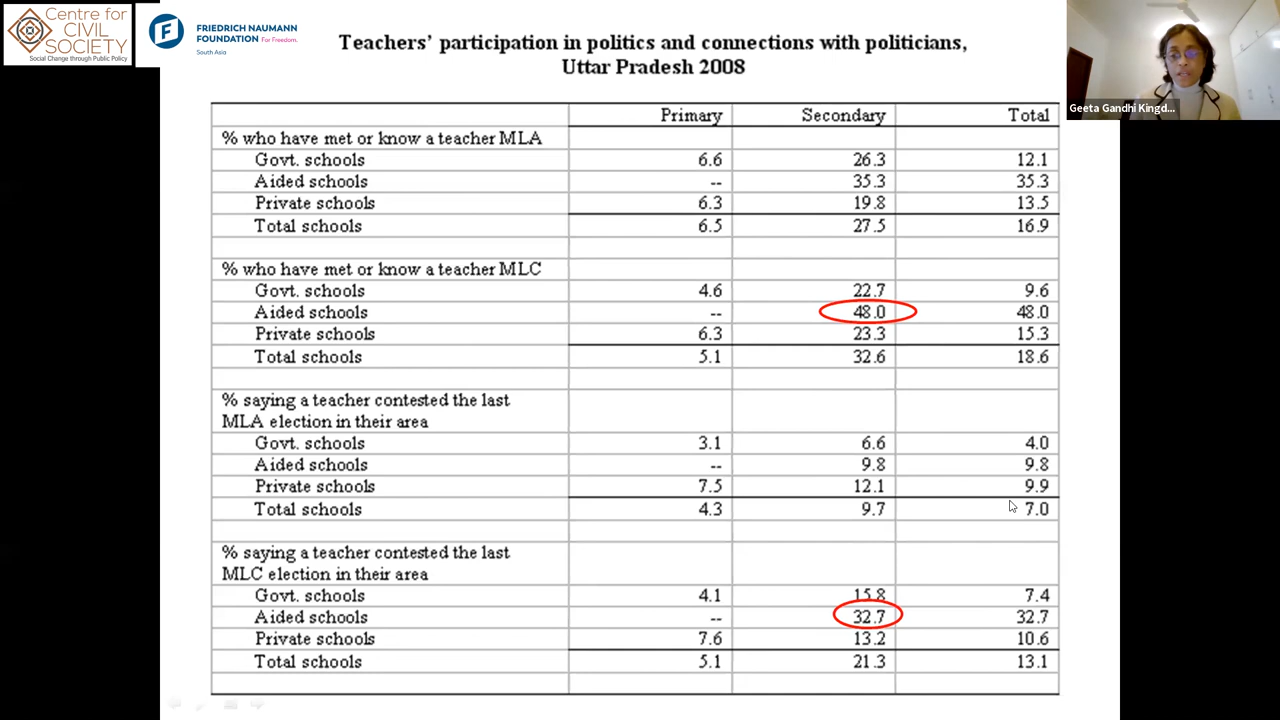 Centre for
CIVIL
SOCIETY
Social Change through Public Policy
FRIEDRICH NAUMANN
FOUNDATION For Freedom.
South Asia
Teachers' participation in politics and connections with politicians,
Uttar Pradesh 2008
Geeta Gandhi Kingd...
Primary Secondary Total
% who have met or know a teacher MLA
Govt. schools 6.6 26.3 12.1
Aided schools -- 35.3 35.3
Private schools 6.3 19.8 13.5
Total schools 6.5 27.5 16.9
% who have met or know a teacher MLC
Govt. schools 4.6 22.7 9.6
Aided schools -- 48.0 48.0
Private schools 6.3 23.3 15.3
Total schools 5.1 32.6 18.6
% saying a teacher contested the last
MLA election in their area
Govt. schools 3.1 6.6 4.0
Aided schools -- 9.8 9.8
Private schools 7.5 12.1 9.9
Total schools 4.3 9.7 7.0
% saying a teacher contested the last
MLC election in their area
Govt. schools 4.1 15.8 7.4
Aided schools -- 32.7 32.7
Private schools 7.6 13.2 10.6
Total schools 5.1 21.3 13.1